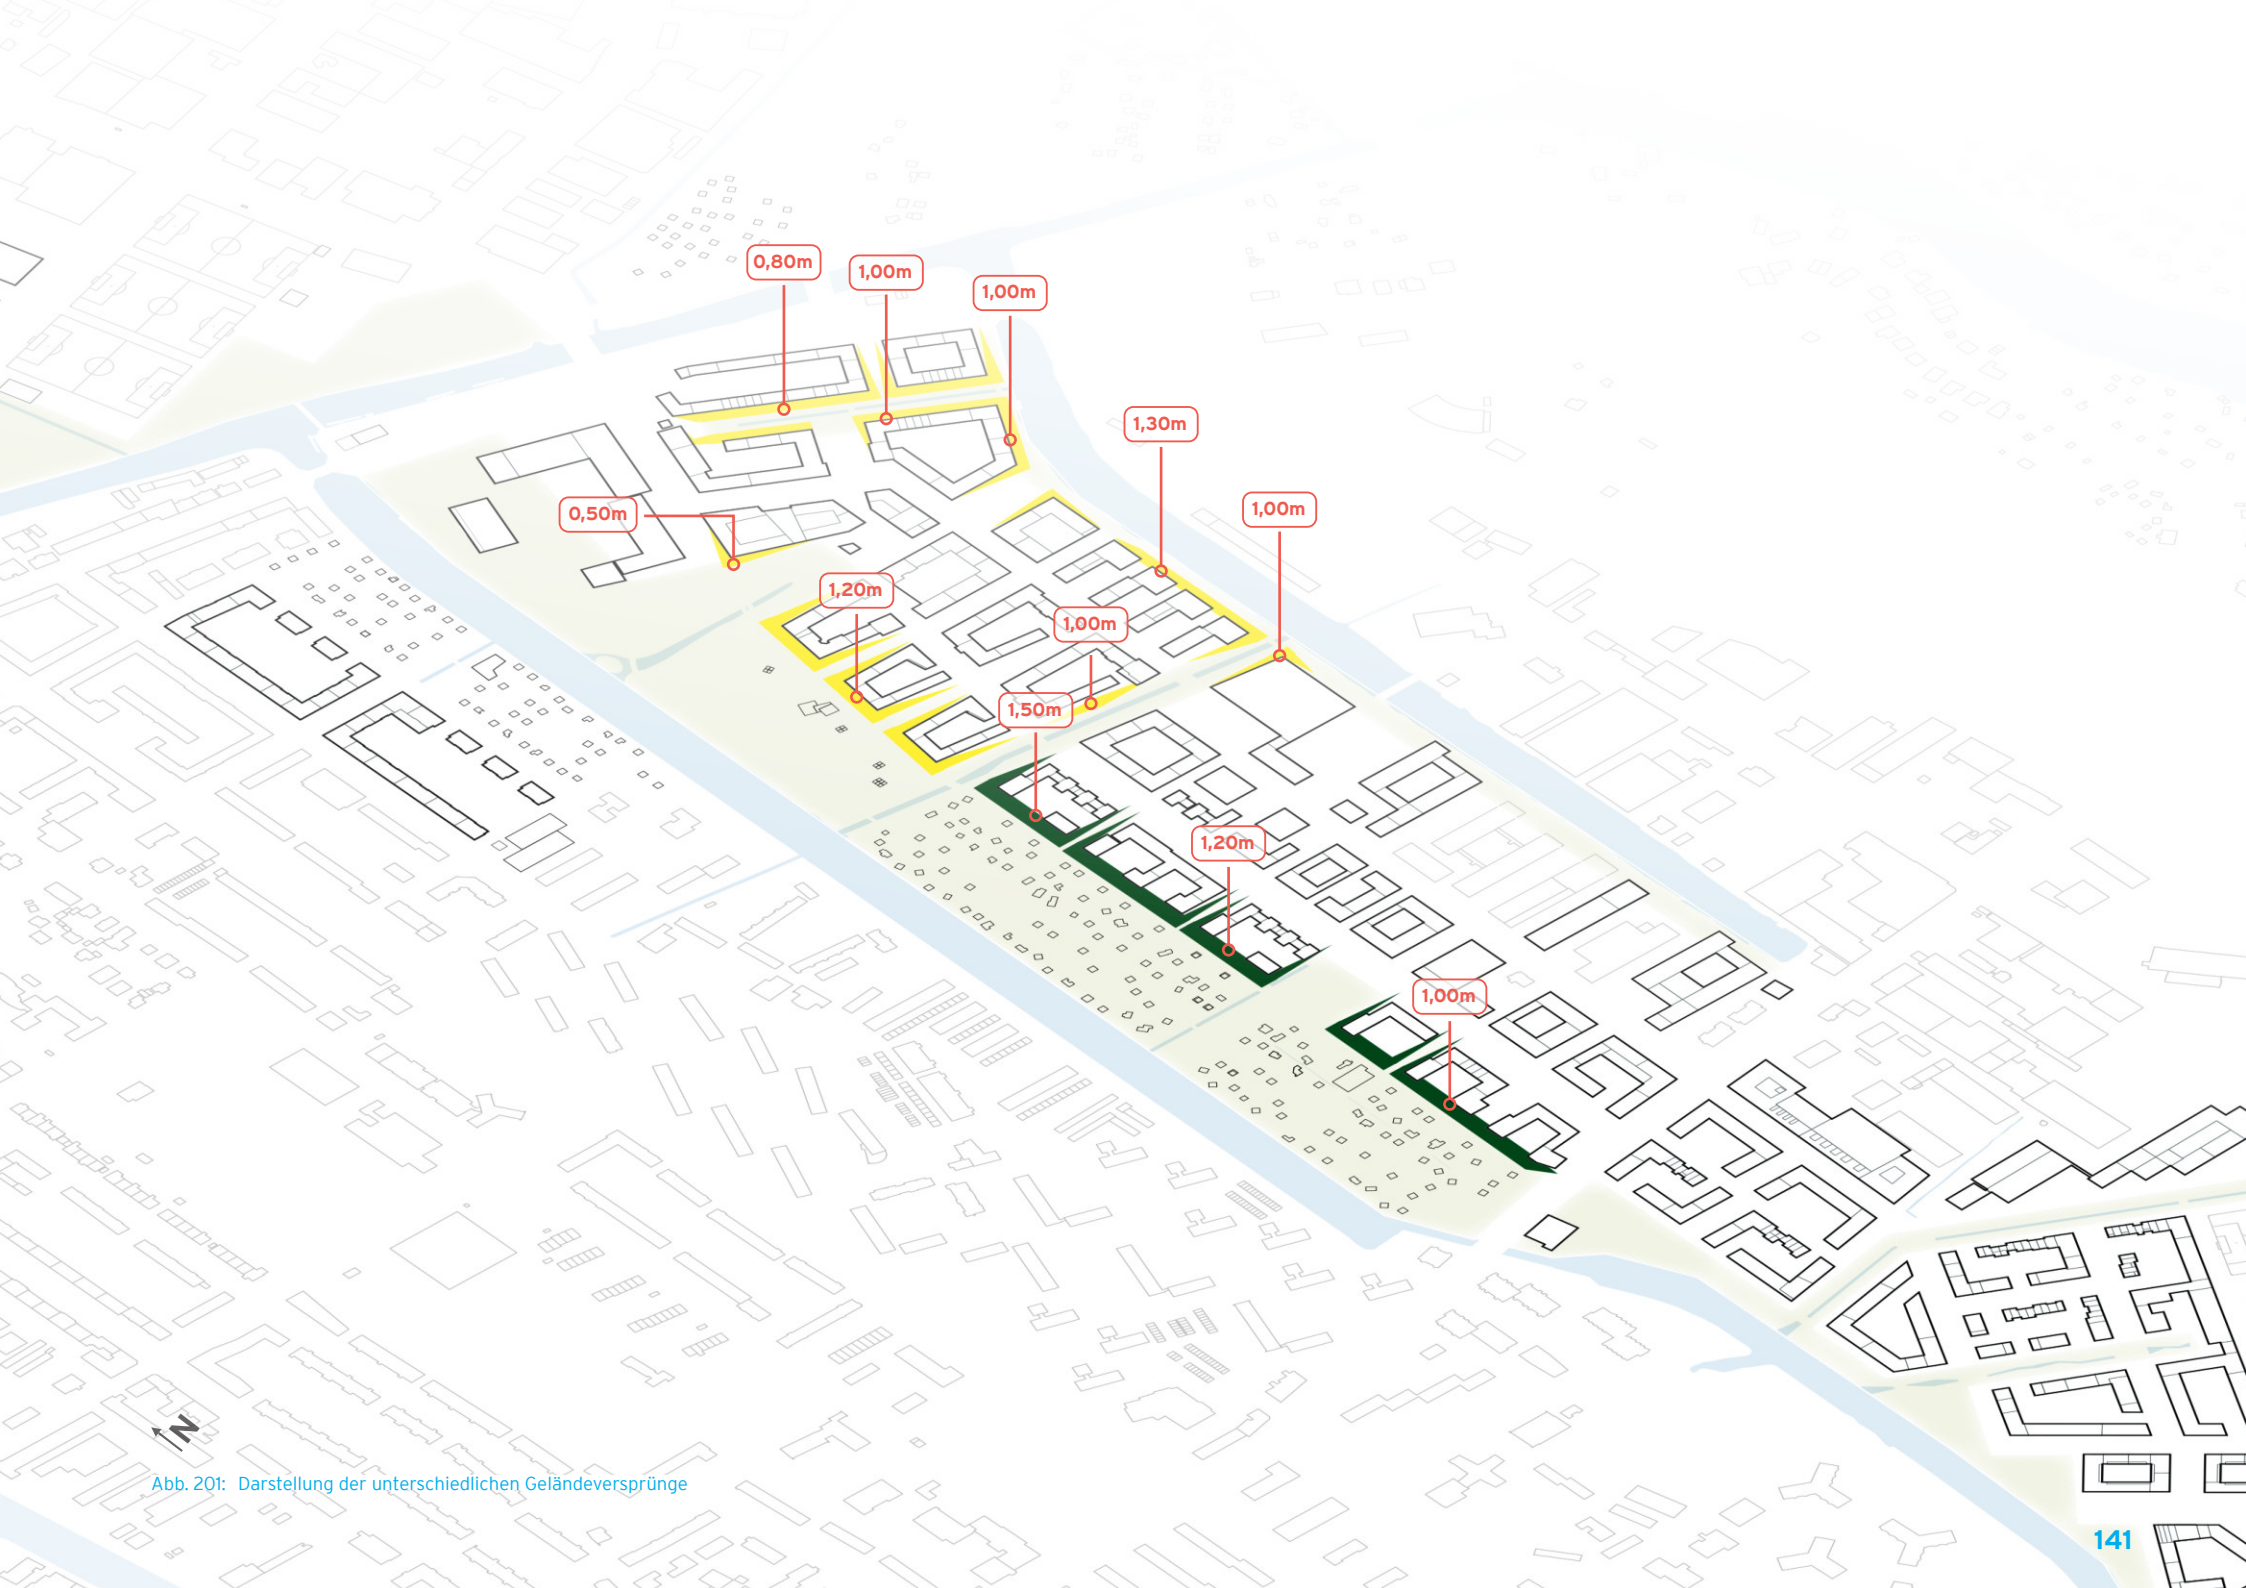 0,80m
1,00m
1,00m
1,30m
1,00m
0,50m
1,20m
1,00m
1,50m
1,20m
1,00m
N
Abb. 201: Darstellung der unterschiedlichen Geländeversprünge
141